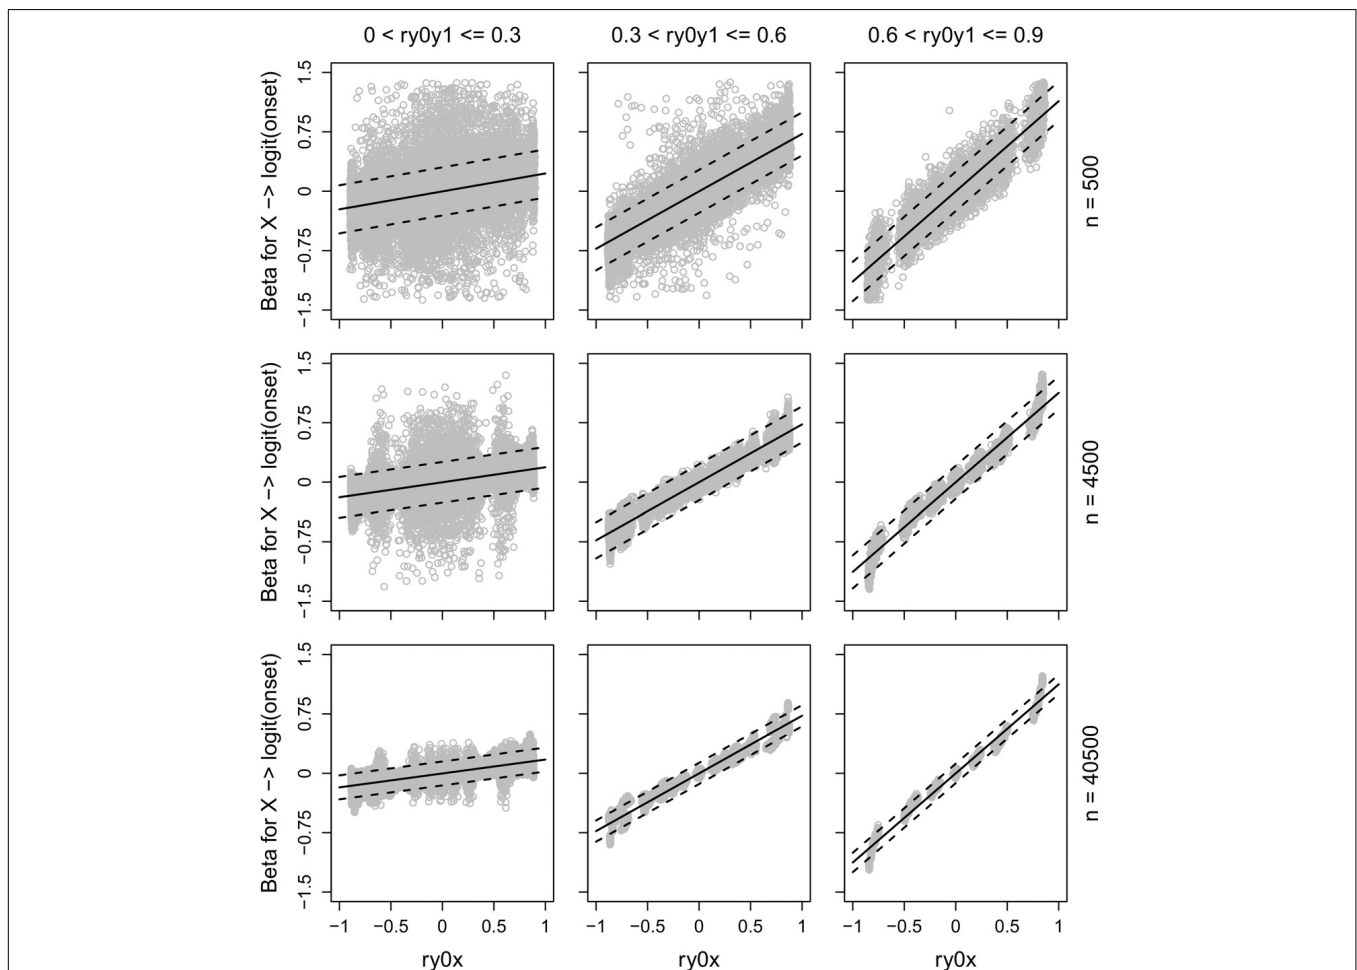 0 < ry0y1 <= 0.3
0.3 < ry0y1 <= 0.6
0.6 < ry0y1 <= 0.9
1.5
0.75
0
−0.75
−1.5
Beta for X −> logit(onset)
n = 500
1.5
0.75
0
−0.75
−1.5
Beta for X −> logit(onset)
n = 4500
1.5
0.75
0
−0.75
−1.5
Beta for X −> logit(onset)
n = 40500
−1 −0.5 0 0.5 1
−1 −0.5 0 0.5 1
−1 −0.5 0 0.5 1
ry0x
ry0x
ry0x